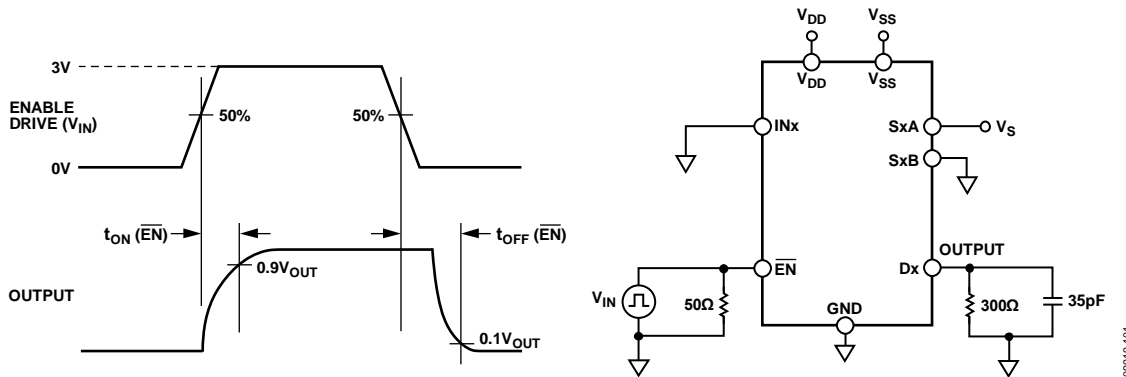 3V
ENABLE
DRIVE (VIN)
0V
50%
50%
tON (EN)
tOFF (EN)
0.9VOUT
OUTPUT
0.1VOUT
VDD
VSS
VDD
VSS
INx
SxA
VS
SxB
OUTPUT
EN
Dx
VIN
50Ω
GND
300Ω
35pF